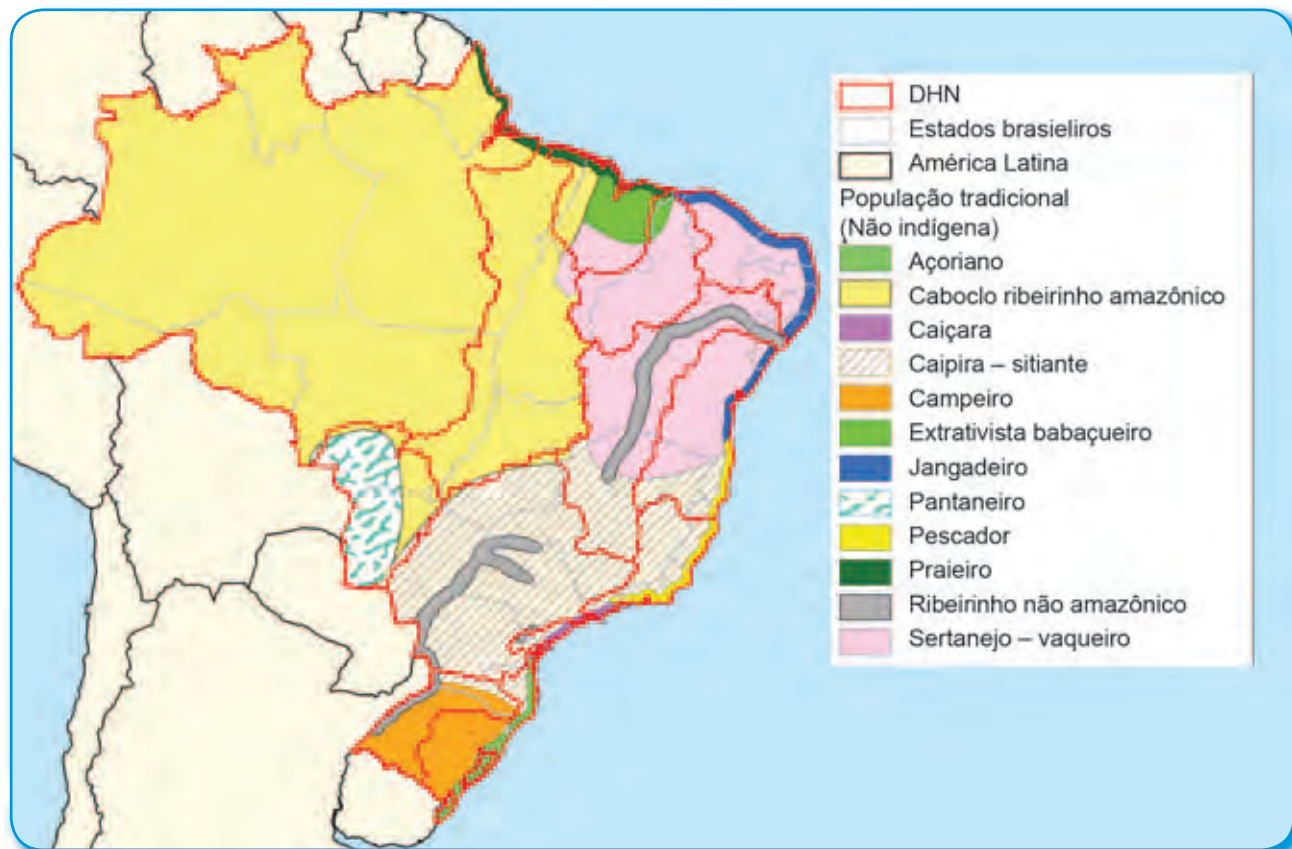 DHN
Estados brasieliros
América Latina
População tradicional
(Não indígena)
Açoriano
Caboclo ribeirinho amazônico
Caiçara
Caipira – sitiante
Campeiro
Extrativista babaçueiro
Jangadeiro
Pantaneiro
Pescador
Praieiro
Ribeirinho não amazônico
Sertanejo – vaqueiro